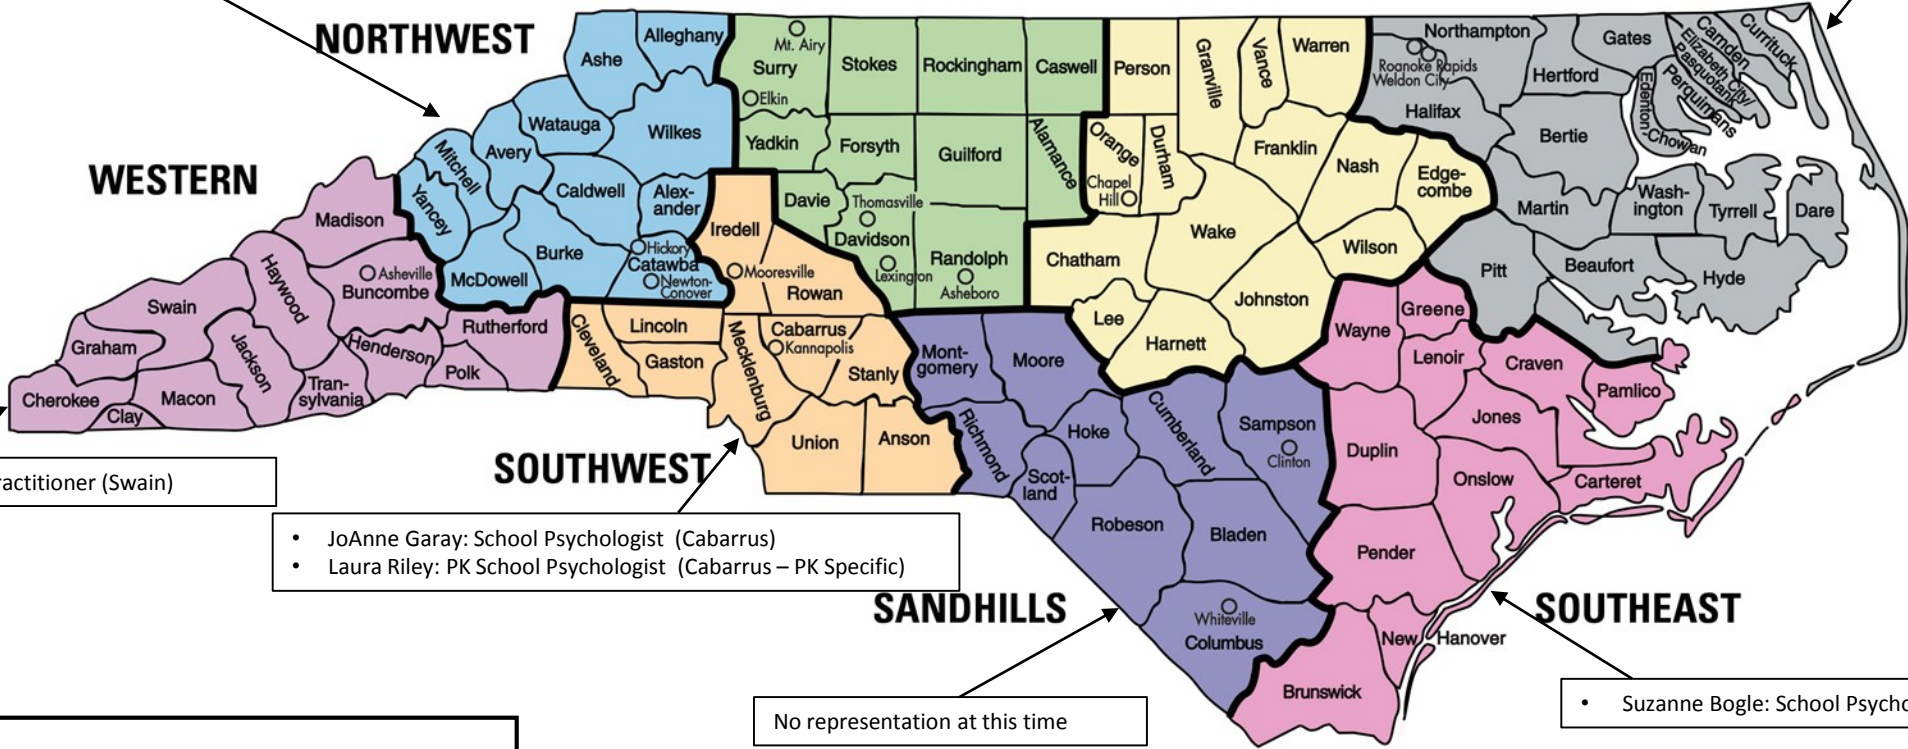 NORTHWEST
WESTERN
SOUTHWEST
SANDHILLS
SOUTHEAST
Ashe
Alleghany
Watauga
Wilkes
Mitchell
Avery
Yancey
Caldwell
Alex-
ander
McDowell
Burke
Hickory
Catawba
Newton-
Conover
Madison
Haywood
Asheville
Buncombe
Swain
Graham
Jackson
Henderson
Rutherford
Polk
Tran-
sylvania
Cherokee
Clay
Macon
Mt. Airy
Surry
Elkin
Stokes
Rockingham
Caswell
Yadkin
Forsyth
Guilford
Alamance
Davie
Thomasville
Davidson
Lexington
Randolph
Asheboro
Iredell
Mooresville
Rowan
Cleveland
Lincoln
Gaston
Mecklenburg
Cabarrus
Kannapolis
Stanly
Union
Anson
Person
Granville
Vance
Warren
Orange
Durham
Chapel
Hill
Franklin
Nash
Edge-
combe
Wake
Wilson
Chatham
Lee
Harnett
Johnston
Northampton
Roanoke Rapids
Weldon City
Halifax
Hertford
Gates
Camden
Currituck
Elizabeth City/
Pasquotank
Perquimans
Edenton-
Chowan
Bertie
Martin
Wash-
ington
Tyrrell
Dare
Pitt
Beaufort
Hyde
Mont-
gomery
Moore
Richmond
Hoke
Scot-
land
Cumberland
Sampson
Clinton
Robeson
Bladen
Whiteville
Columbus
Wayne
Greene
Lenoir
Craven
Pamlico
Jones
Duplin
Onslow
Carteret
Pender
New Hanover
Brunswick
ractitioner (Swain)
• JoAnne Garay: School Psychologist (Cabarrus)
• Laura Riley: PK School Psychologist (Cabarrus – PK Specific)
No representation at this time
• Suzanne Bogle: School Psycho